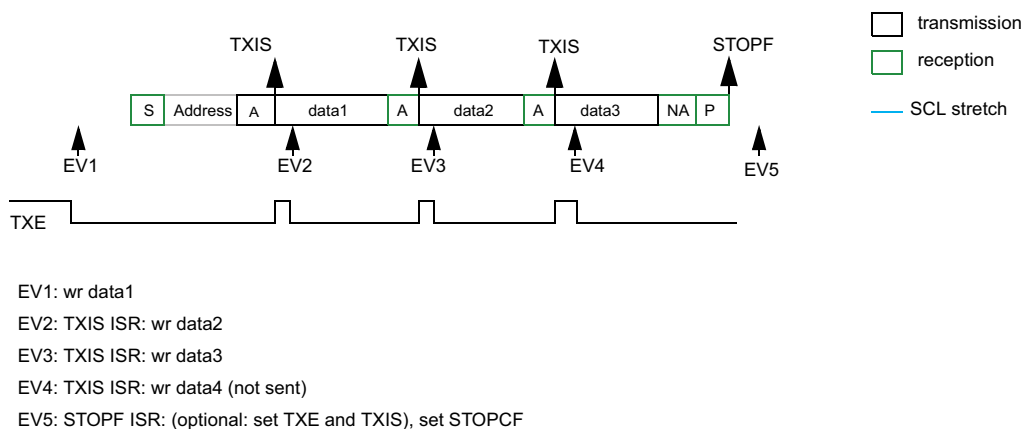 transmission
TXIS TXIS TXIS STOPF
reception
S Address A data1 A data2 A data3 NA P
SCL stretch
EV1 EV2 EV3 EV4 EV5
TXE
EV1: wr data1
EV2: TXIS ISR: wr data2
EV3: TXIS ISR: wr data3
EV4: TXIS ISR: wr data4 (not sent)
EV5: STOPF ISR: (optional: set TXE and TXIS), set STOPCF